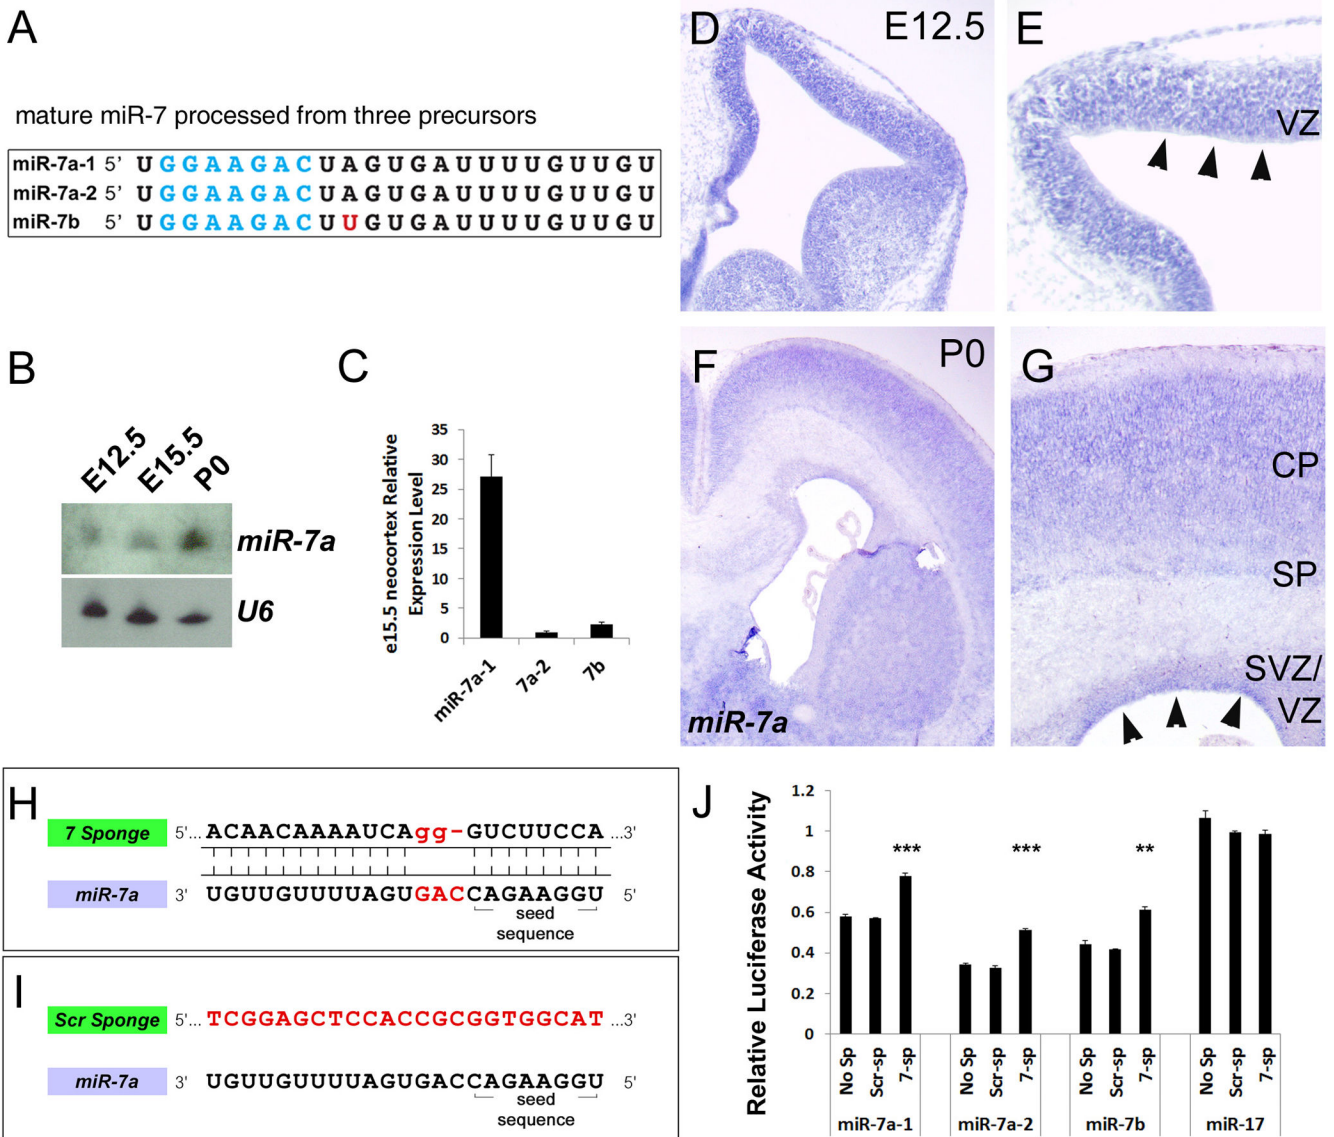 A
mature miR-7 processed from three precursors
miR-7a-1 5’ U G G A A G A C U A G U G A U U U U G U U G U
miR-7a-2 5’ U G G A A G A C U A G U G A U U U U G U U G U
miR-7b 5’ U G G A A G A C U U G U G A U U U U G U U G U
B
E12.5
E15.5
P0
miR-7a
U6
C
e15.5 neocortex Relative
Expression Level
35
30
25
20
15
10
5
0
miR-7a-1
7a-2
7b
D
E12.5
E
VZ
F
P0
miR-7a
G
CP
SP
SVZ/
VZ
H
7 Sponge 5'... ACAACAAAAUCAgg-GUCUUCCA ...3'
miR-7a 3' UGUUGUUUUAGUGACCAGAAGGU 5'
seed
sequence
I
Scr Sponge 5'... TCGGAGCTCCACCGCGGTGGCAT ...3'
miR-7a 3' UGUUGUUUUAGUGACCAGAAGGU 5'
seed
sequence
J
Relative Luciferase Activity
1.2
1
0.8
0.6
0.4
0.2
0
***
***
**
No Sp
Scr-sp
7-sp
No Sp
Scr-sp
7-sp
No Sp
Scr-sp
7-sp
No Sp
Scr-sp
7-sp
miR-7a-1
miR-7a-2
miR-7b
miR-17